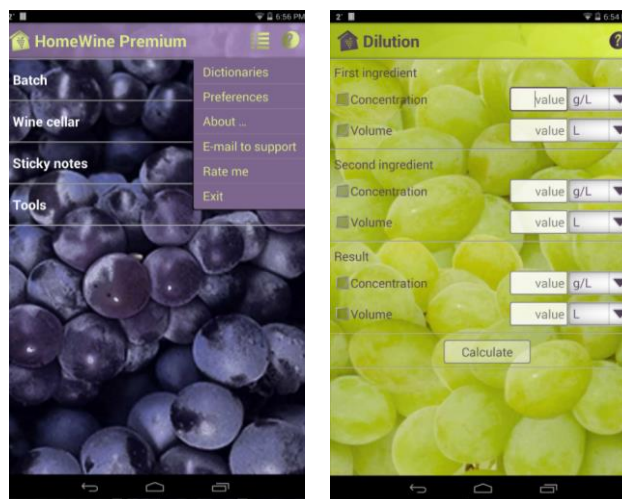 2"
6:56 PM
HomeWine Premium
Batch
Wine cellar
Sticky notes
Tools
Dictionaries
Preferences
About ...
E-mail to support
Rate me
Exit
2"
6:54
Dilution
?
First ingredient
Concentration value g/L
Volume value L
Second ingredient
Concentration value g/L
Volume value L
Result
Concentration value g/L
Volume value L
Calculate